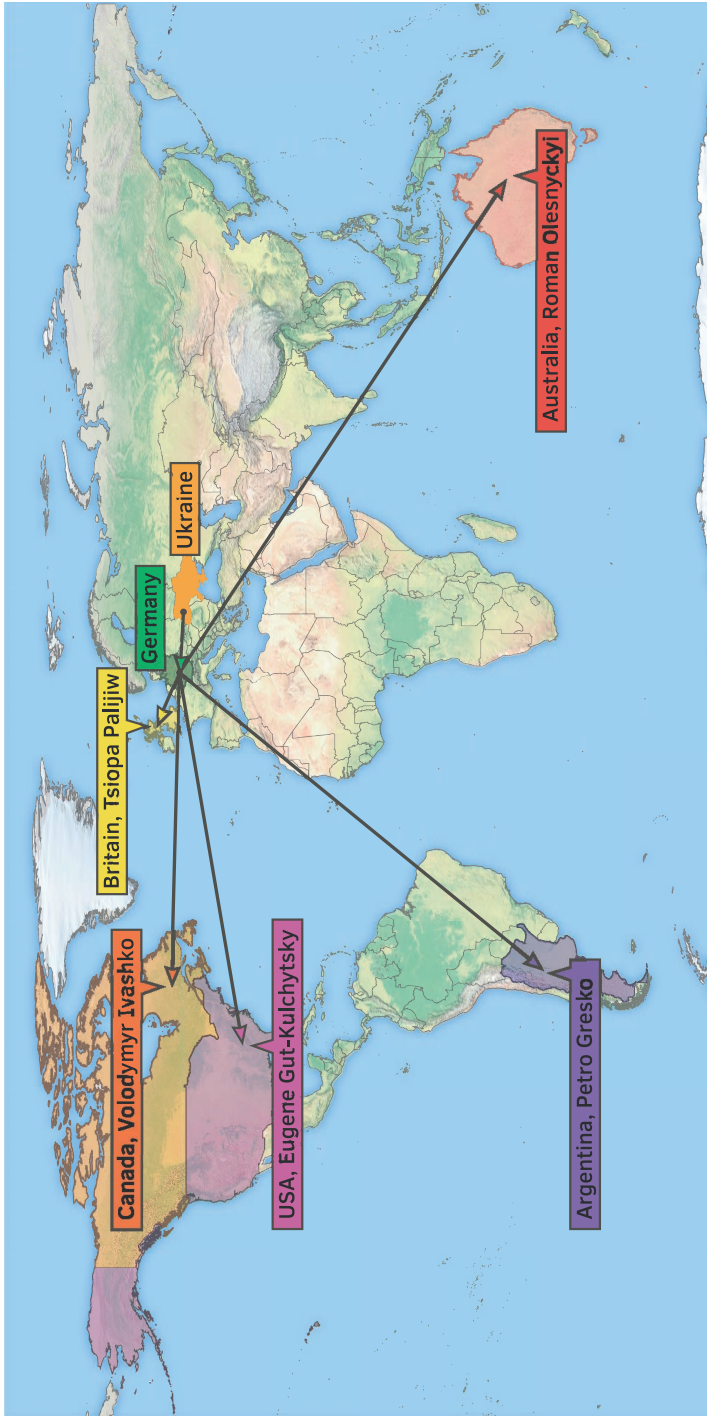 Canada, Volodymyr Ivashko
Britain, Tsiopa Palijiw
Germany
Ukraine
USA, Eugene Gut-Kulchytsky
Australia, Roman Olesnyckyi
Argentina, Petro Gresko